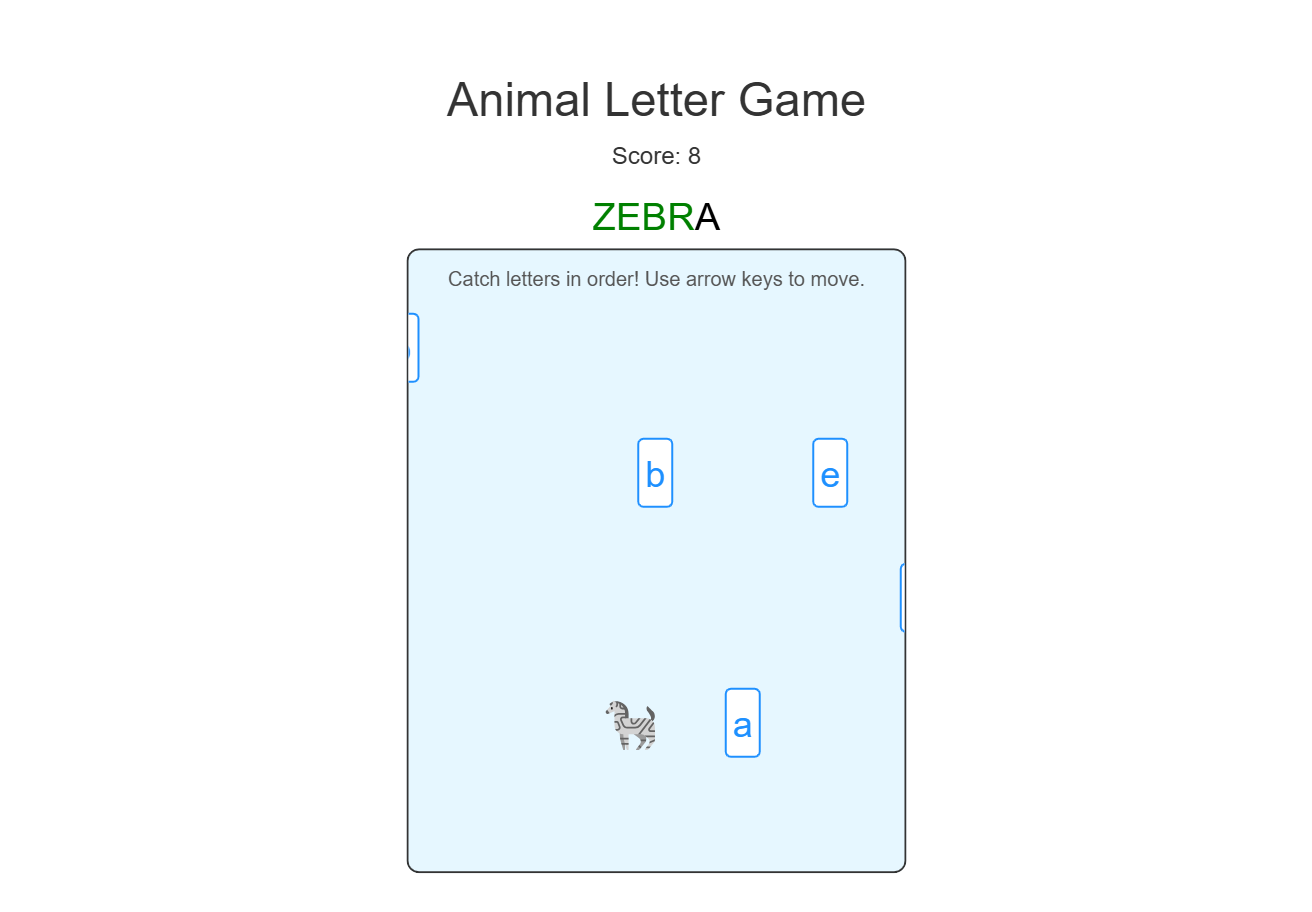 Animal Letter Game
Score: 8
ZEBRA
Catch letters in order! Use arrow keys to move.
b
e
a